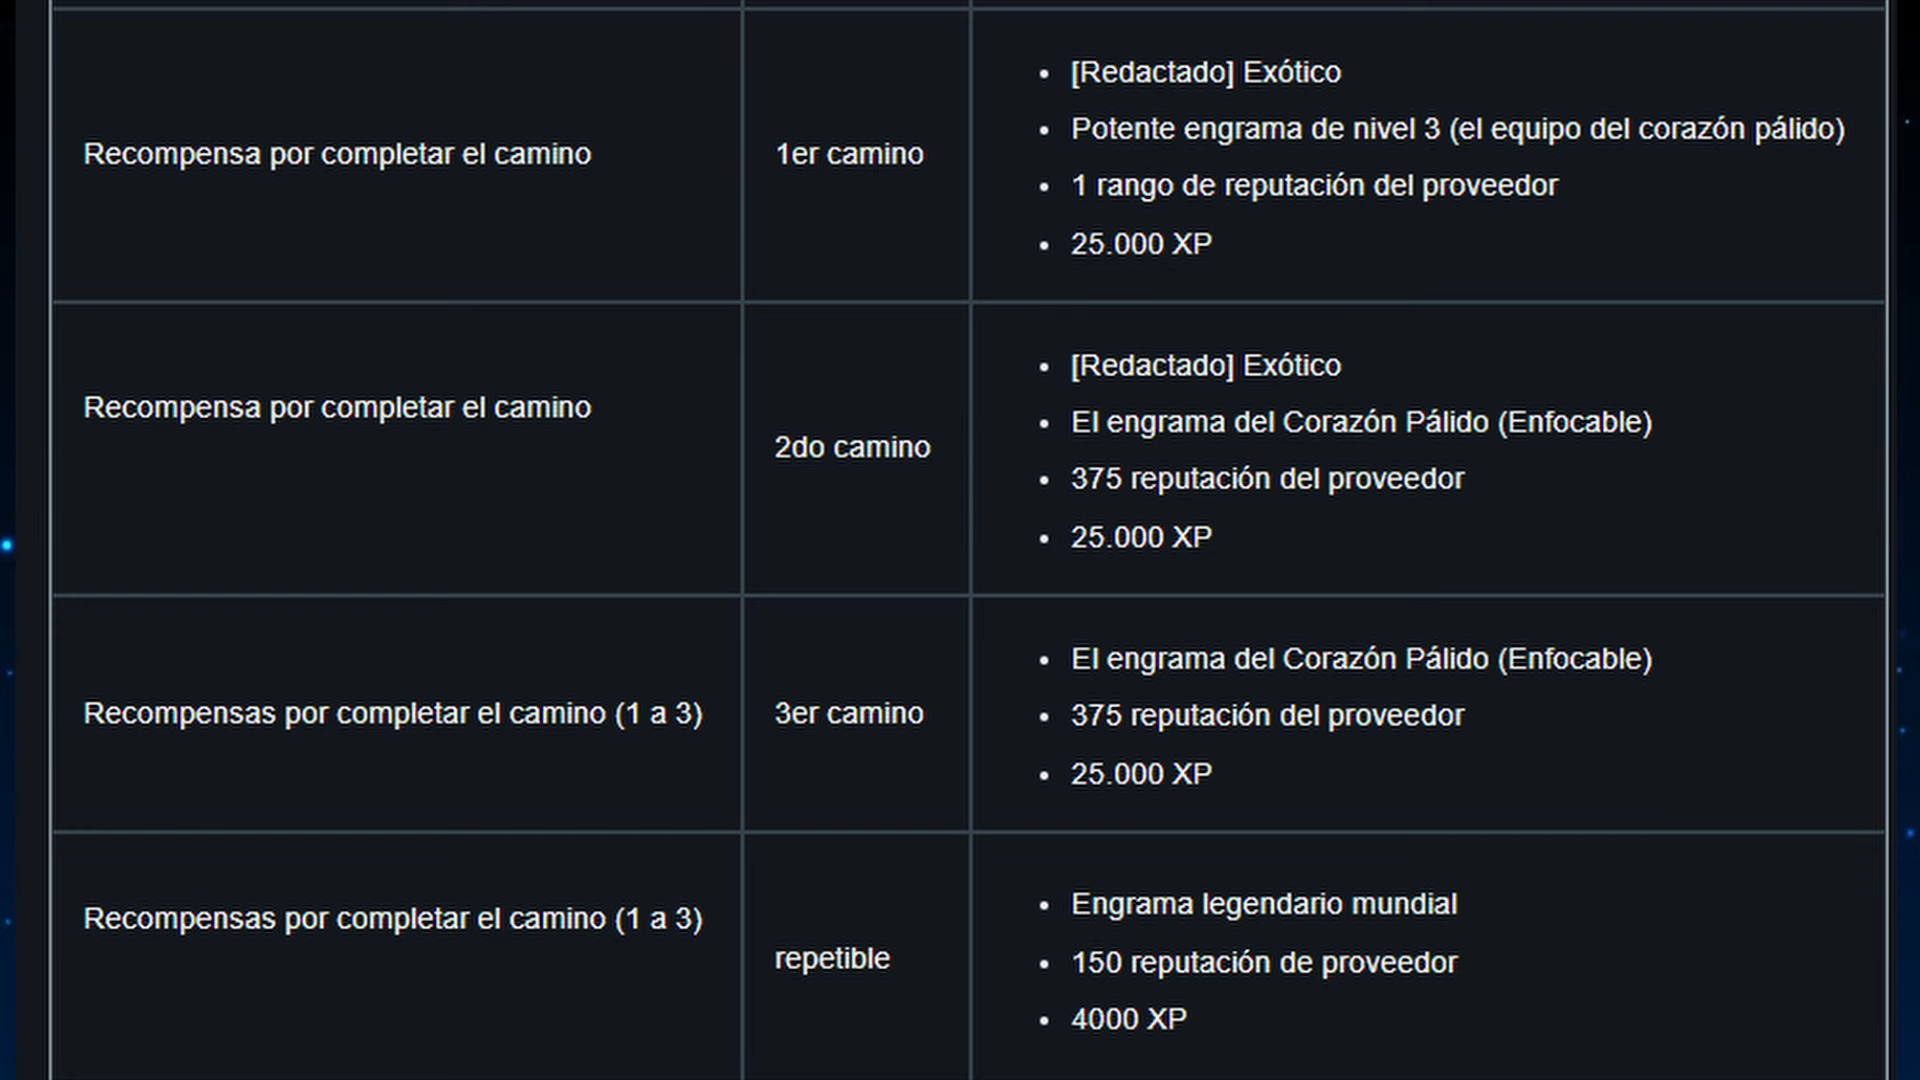 Recompensa por completar el camino
1er camino
[Redactado] Exótico
Potente engrama de nivel 3 (el equipo del corazón pálido)
1 rango de reputación del proveedor
25.000 XP
Recompensa por completar el camino
2do camino
[Redactado] Exótico
El engrama del Corazón Pálido (Enfocable)
375 reputación del proveedor
25.000 XP
Recompensas por completar el camino (1 a 3)
3er camino
El engrama del Corazón Pálido (Enfocable)
375 reputación del proveedor
25.000 XP
Recompensas por completar el camino (1 a 3)
repetible
Engrama legendario mundial
150 reputación de proveedor
4000 XP